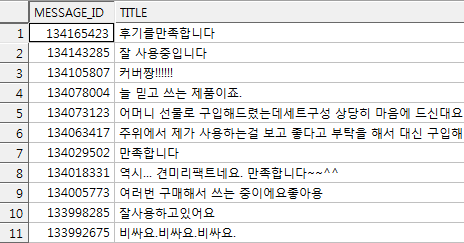 MESSAGE_ID TITLE
1 134165423 후기를만족합니다
2 134143285 잘 사용중입니다
3 134105807 커버짱!!!!!!
4 134078004 늘 믿고 쓰는 제품이죠.
5 134073123 어머니 선물로 구입해드렸는데세트구성 상당히 마음에 드신대요
6 134063417 주위에서 제가 사용하는걸 보고 좋다고 부탁을 해서 대신 구입해
7 134029502 만족합니다
8 134018331 역시... 견미리팩트네요. 만족합니다~~^^
9 134005773 여러번 구매해서 쓰는 중이에요좋아용
10 133998285 잘사용하고있어요
11 133992675 비싸요.비싸요.비싸요.